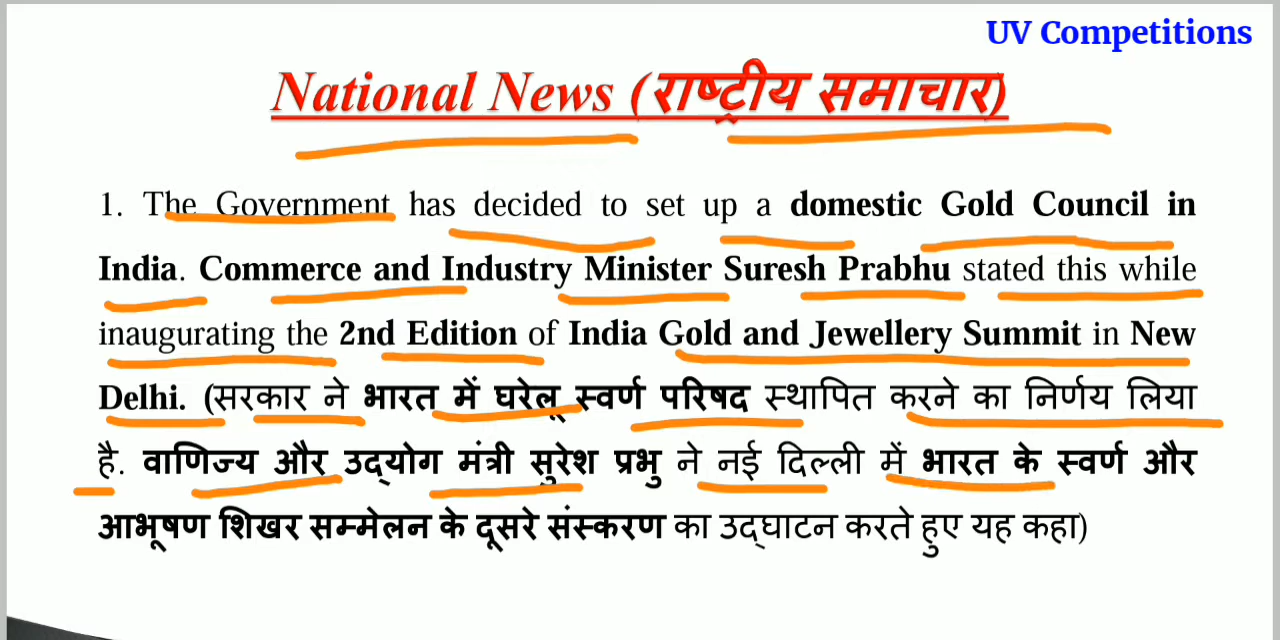 UV Competitions
National News (राष्ट्रीय समाचार)
1. The Government has decided to set up a domestic Gold Council in
India. Commerce and Industry Minister Suresh Prabhu stated this while
inaugurating the 2nd Edition of India Gold and Jewellery Summit in New
Delhi. (सरकार ने भारत में घरेलू स्वर्ण परिषद स्थापित करने का निर्णय लिया
है. वाणिज्य और उद्योग मंत्री सुरेश प्रभु ने नई दिल्ली में भारत के स्वर्ण और
आभूषण शिखर सम्मेलन के दूसरे संस्करण का उद्घाटन करते हुए यह कहा)